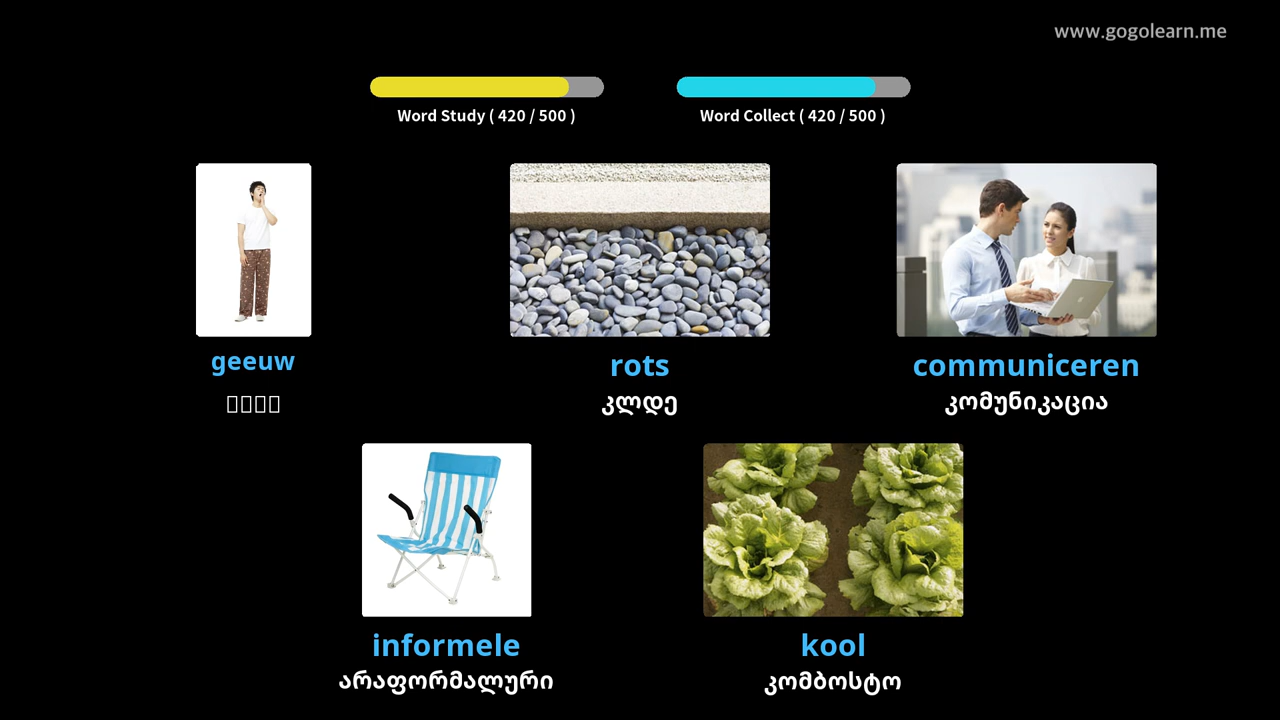 www.gogolearn.me
Word Study ( 420 / 500 )
Word Collect ( 420 / 500 )
geeuw
rots
communiceren
კლდე
კომუნიკაცია
informele
kool
არაფორმალური
კომბოსტო